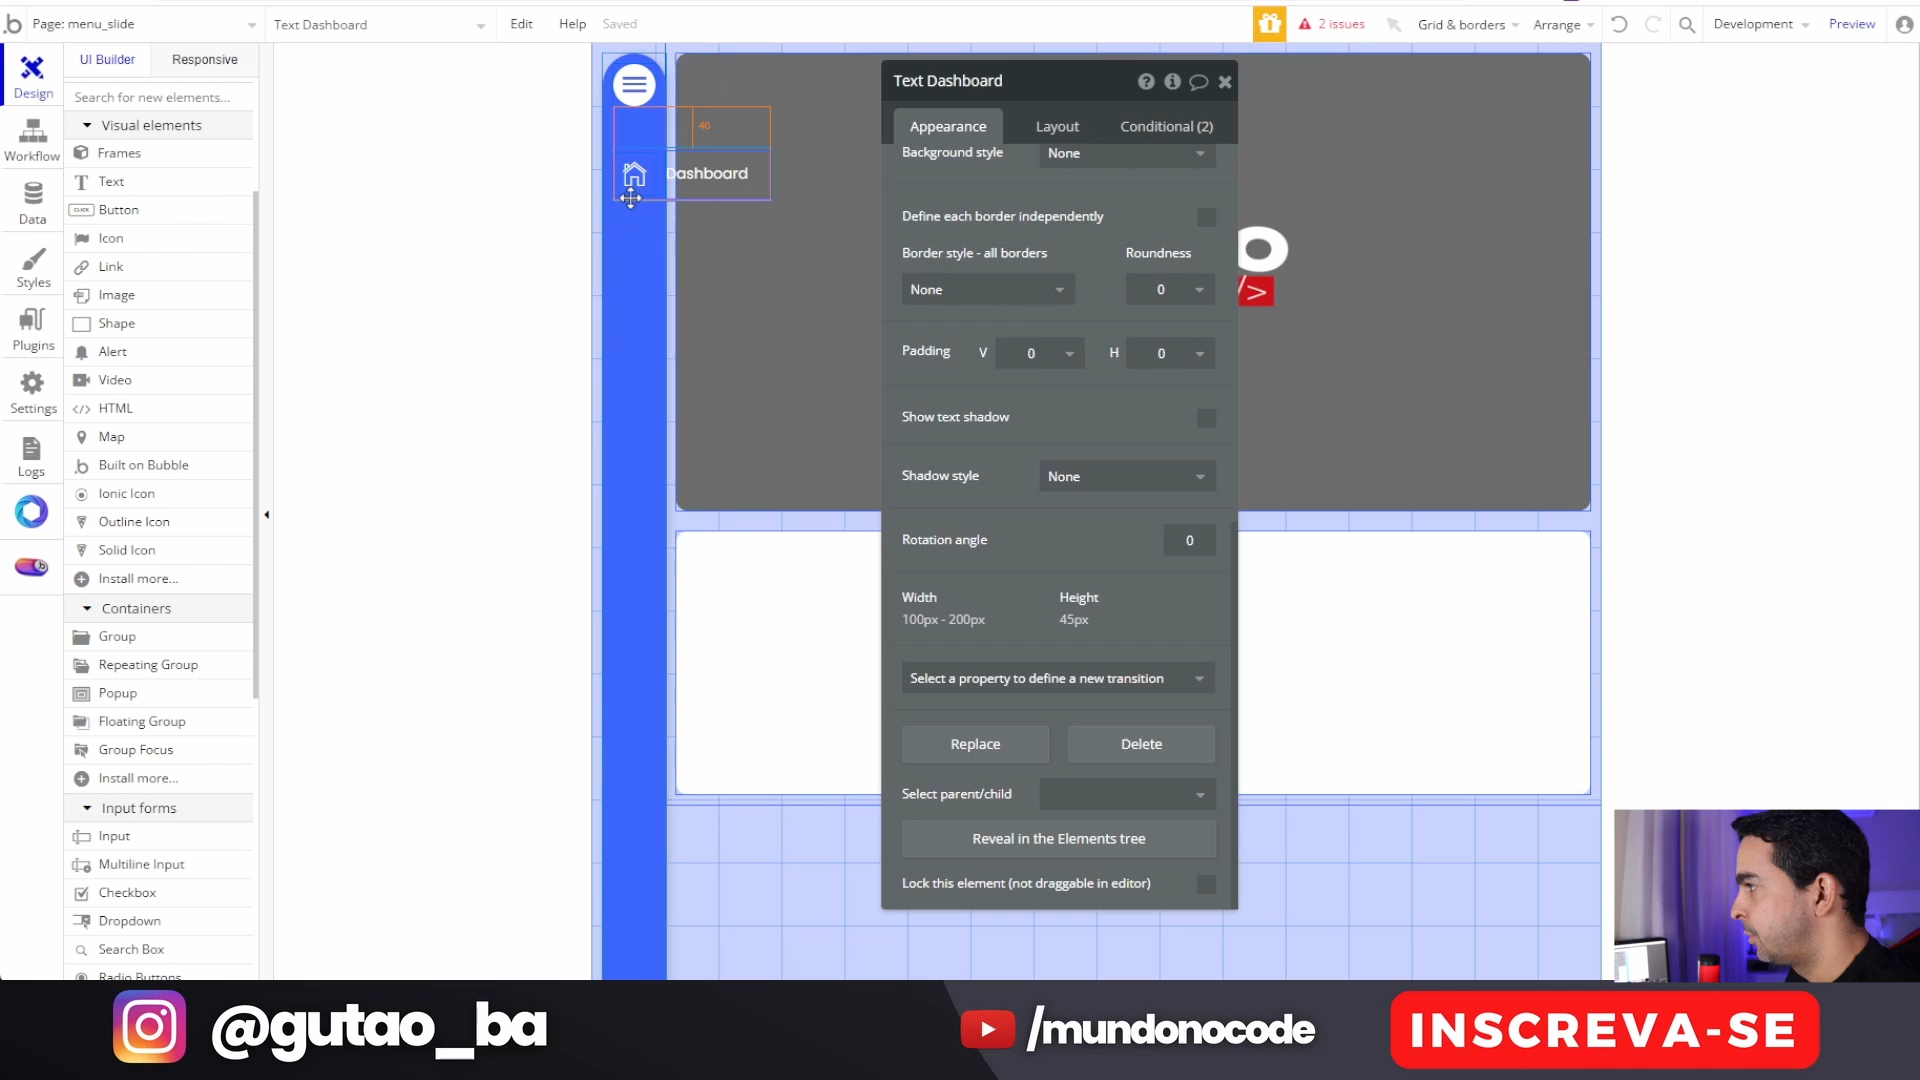 Page: menu_slide
Text Dashboard
Edit
Help
Saved
2 issues
Grid & borders
Arrange
Development
Preview
Design
Workflow
Data
Styles
Plugins
Settings
Logs
UI Builder
Responsive
Search for new elements...
Visual elements
Frames
Text
CLICK Button
Icon
Link
Image
Shape
Alert
Video
HTML
Map
Built on Bubble
Ionic Icon
Outline Icon
Solid Icon
Install more...
Containers
Group
Repeating Group
Popup
Floating Group
Group Focus
Install more...
Input forms
Input
Multiline Input
Checkbox
Dropdown
Search Box
Radio Buttons
40
Dashboard
Text Dashboard
Appearance
Layout
Conditional (2)
Background style
None
Define each border independently
Border style - all borders
Roundness
None
0
Padding
V
0
H
0
Show text shadow
Shadow style
None
Rotation angle
0
Width
Height
100px - 200px
45px
Select a property to define a new transition
Replace
Delete
Select parent/child
Reveal in the Elements tree
Lock this element (not draggable in editor)
O
/>
@gutao_ba
/mundonocode
INSCREVA-SE